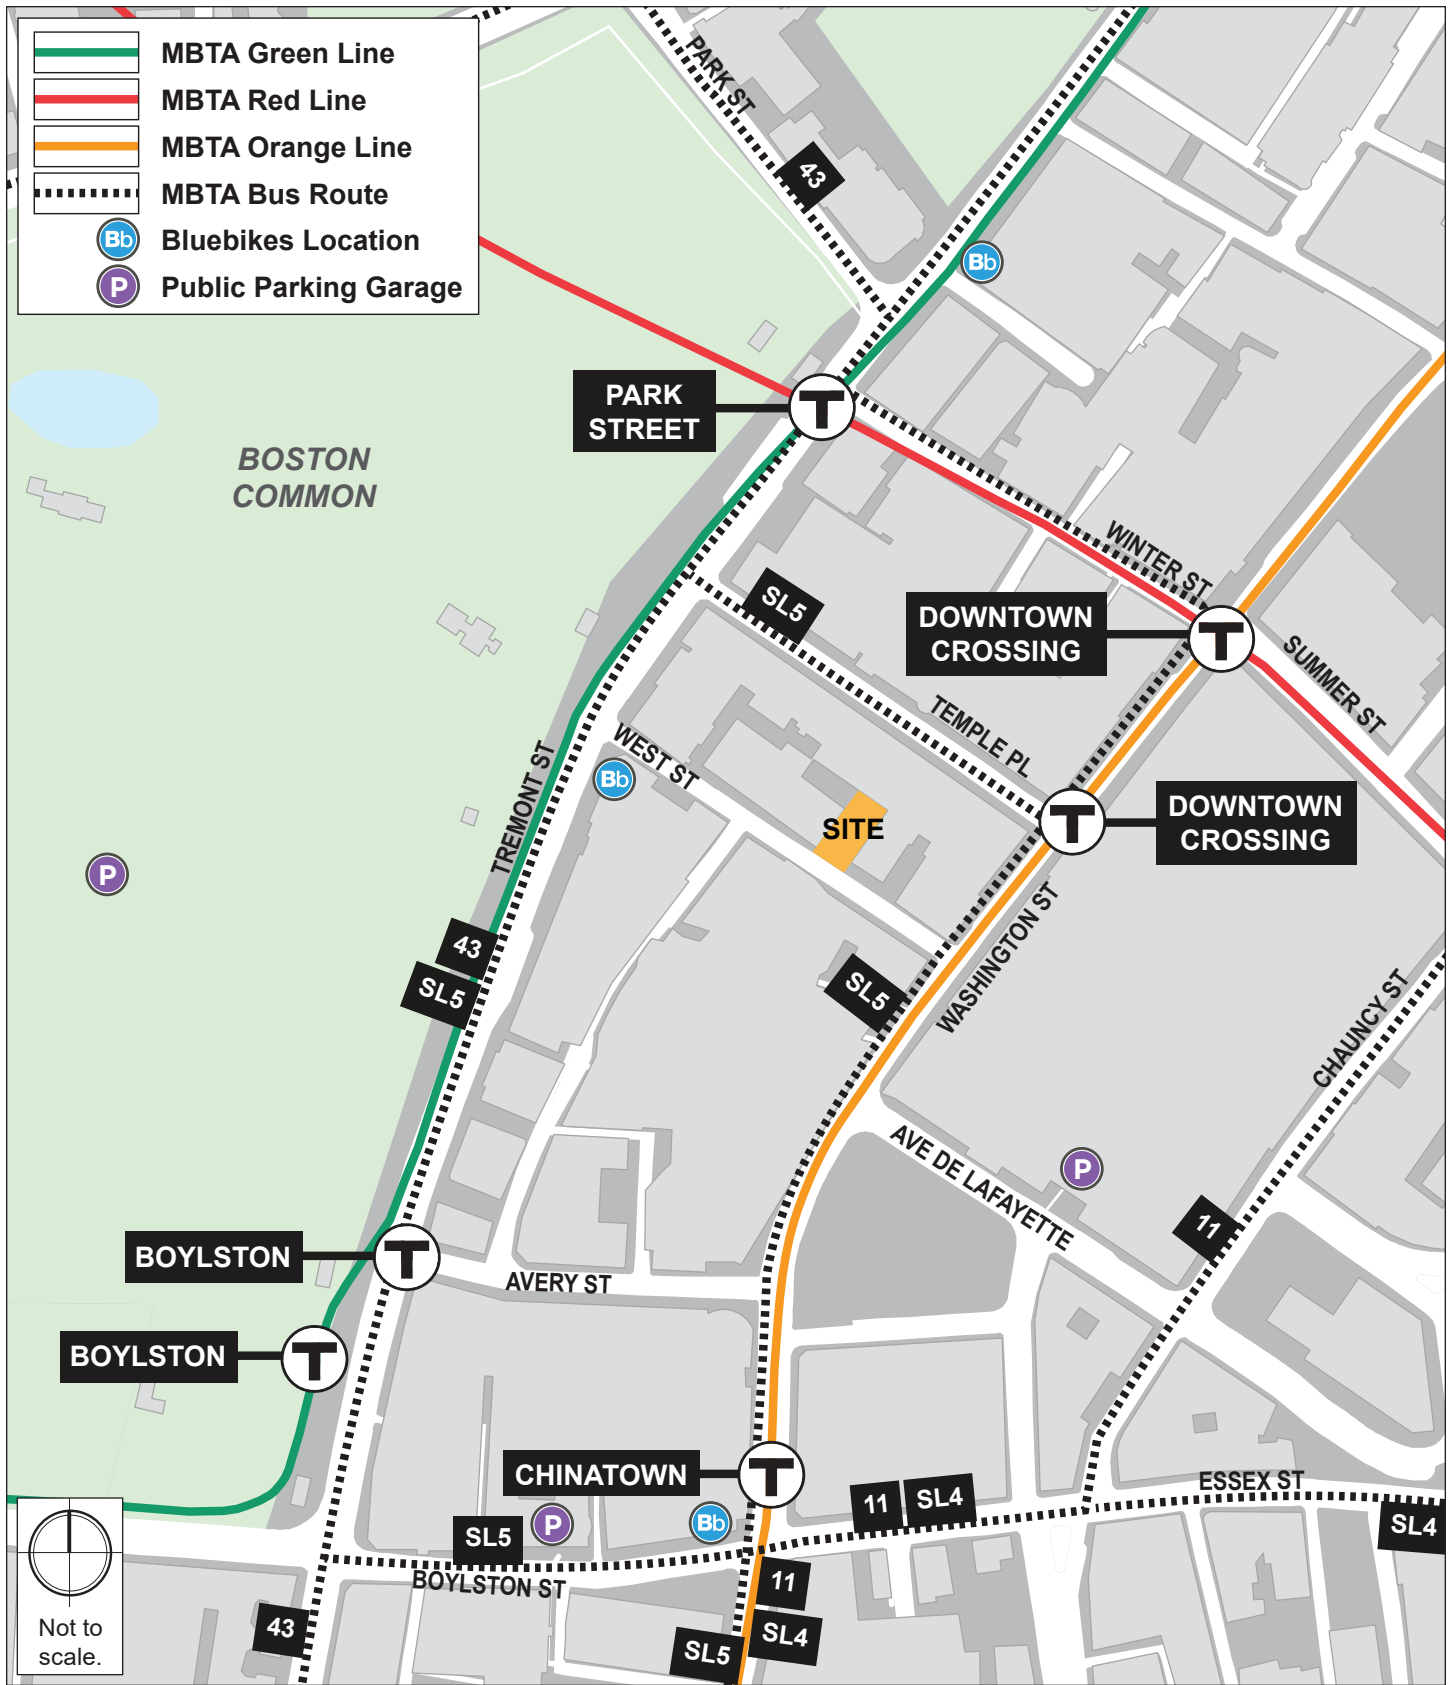 MBTA Green Line
MBTA Red Line
MBTA Orange Line
MBTA Bus Route
Bb
Bluebikes Location
P
Public Parking Garage
PARK ST
43
Bb
PARK
STREET
T
BOSTON
COMMON
WINTER ST
SL5
DOWNTOWN
CROSSING
T
SUMMER ST
TEMPLE PL
WEST ST
Bb
TREMONT ST
SITE
T
DOWNTOWN
CROSSING
P
WASHINGTON ST
43
SL5
SL5
CHAUNCY ST
AVE DE LAFAYETTE
P
11
BOYLSTON
T
AVERY ST
BOYLSTON
T
CHINATOWN
T
ESSEX ST
11
SL4
SL4
SL5
P
Bb
BOYLSTON ST
11
SL4
SL5
43
Not to
scale.